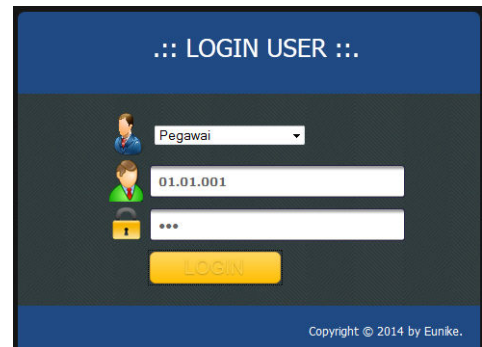 .:: LOGIN USER ::.
Pegawai
01.01.001
•••
LOGIN
Copyright © 2014 by Eunike.